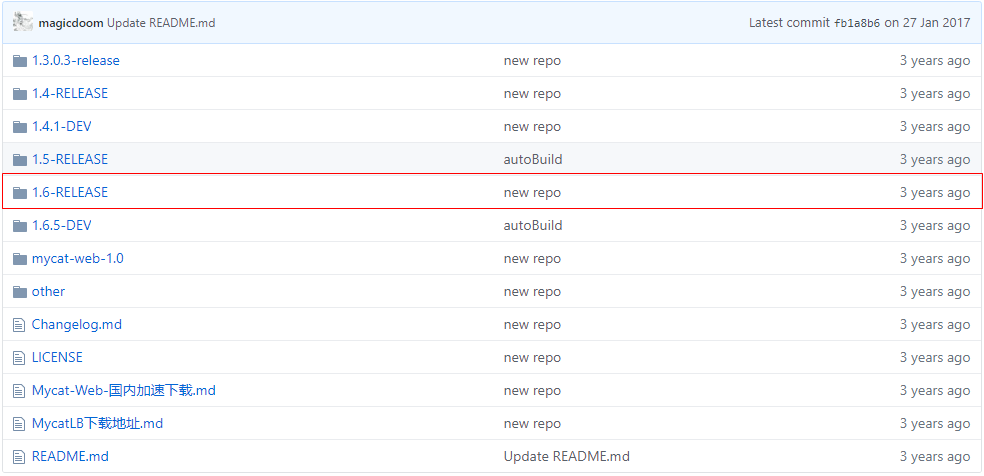 magicdoom Update README.md Latest commit fb1a8b6 on 27 Jan 2017
1.3.0.3-release new repo 3 years ago
1.4-RELEASE new repo 3 years ago
1.4.1-DEV new repo 3 years ago
1.5-RELEASE autoBuild 3 years ago
1.6-RELEASE new repo 3 years ago
1.6.5-DEV autoBuild 3 years ago
mycat-web-1.0 new repo 3 years ago
other new repo 3 years ago
Changelog.md new repo 3 years ago
LICENSE new repo 3 years ago
Mycat-Web-国内加速下载.md new repo 3 years ago
MycatLB下载地址.md new repo 3 years ago
README.md Update README.md 3 years ago